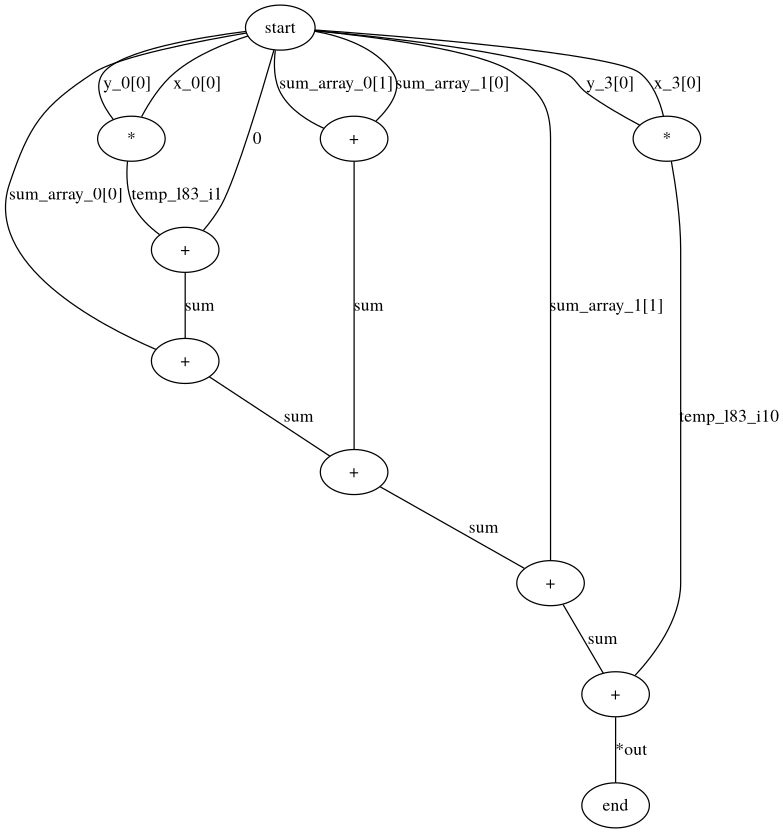 start
y_0[0]
x_0[0]
sum_array_0[1]
sum_array_1[0]
y_3[0]
x_3[0]
*
0
+
*
sum_array_0[0]
temp_l83_i1
+
sum
sum
sum_array_1[1]
+
sum
temp_l83_i10
+
sum
+
sum
+
*out
end